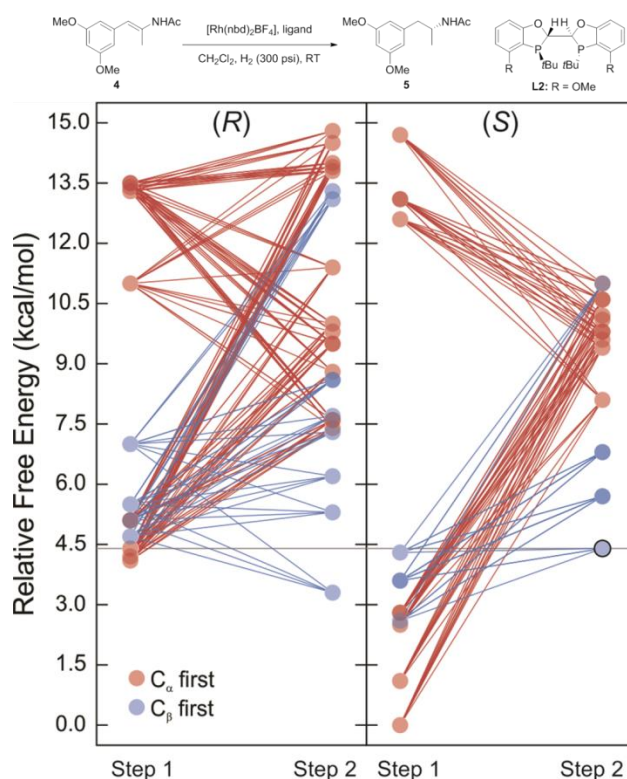 MeO
NHAc
OMe
4
[Rh(nbd)₂BF₄], ligand
CH₂Cl₂, H₂ (300 psi), RT
MeO
NHAc
OMe
5
O H H O
P P
R tBu tBu R
L2: R = OMe
(R) (S)
Relative Free Energy (kcal/mol)
15.0
13.5
12.0
10.5
9.0
7.5
6.0
4.5
3.0
1.5
0.0
Cα first
Cβ first
Step 1 Step 2 Step 1 Step 2